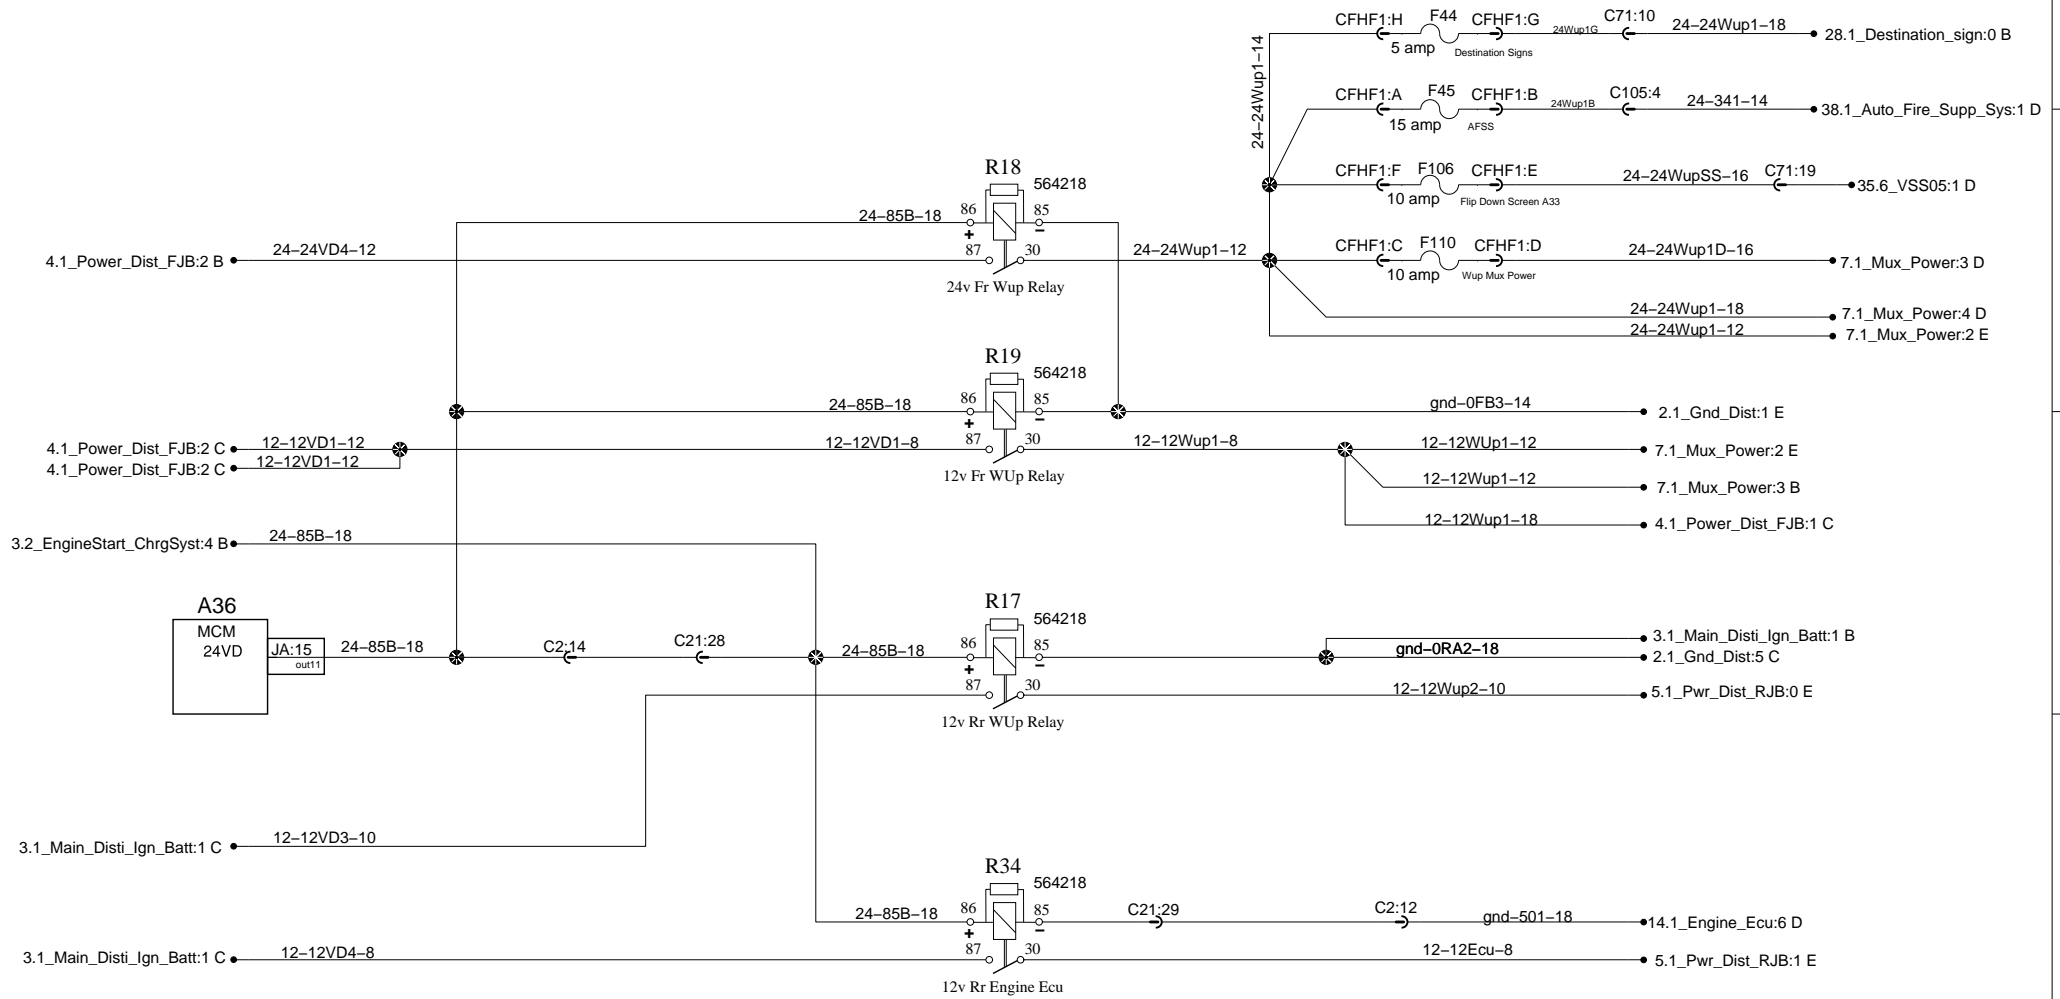 CFHF1:H F44 CFHF1:G 24Wup1G C71:10 24–24Wup1–18 28.1_Destination_sign:0 B
5 amp Destination Signs
24–24Wup1–14
CFHF1:A F45 CFHF1:B 24Wup1B C105:4 24–341–14 38.1_Auto_Fire_Supp_Sys:1 D
15 amp AFSS
CFHF1:F F106 CFHF1:E 24–24WupSS–16 C71:19 35.6_VSS05:1 D
10 amp Flip Down Screen A33
R18
564218
24–85B–18 86 85
+ –
4.1_Power_Dist_FJB:2 B 24–24VD4–12 87 30 24–24Wup1–12 CFHF1:C F110 CFHF1:D 24–24Wup1D–16 7.1_Mux_Power:3 D
10 amp Wup Mux Power
24v Fr Wup Relay
24–24Wup1–18 7.1_Mux_Power:4 D
24–24Wup1–12 7.1_Mux_Power:2 E
R19
564218
24–85B–18 86 85 gnd-0FB3-14 2.1_Gnd_Dist:1 E
+ –
4.1_Power_Dist_FJB:2 C 12–12VD1–12 12–12VD1–8 87 30 12–12Wup1–8 12–12WUp1–12 7.1_Mux_Power:2 E
4.1_Power_Dist_FJB:2 C 12–12VD1–12
12v Fr WUp Relay
12–12Wup1–12 7.1_Mux_Power:3 B
12–12Wup1–18 4.1_Power_Dist_FJB:1 C
3.2_EngineStart_ChrgSyst:4 B 24–85B–18
A36
MCM
24VD
JA:15
out11
24–85B–18 C2:14 C21:28 24–85B–18
R17
564218
86 85
+ –
3.1_Main_Disti_Ign_Batt:1 B
gnd-0RA2-18 2.1_Gnd_Dist:5 C
87 30 12–12Wup2–10 5.1_Pwr_Dist_RJB:0 E
12v Rr WUp Relay
3.1_Main_Disti_Ign_Batt:1 C 12–12VD3–10
R34
564218
24–85B–18 86 85 C21:29 C2:12 gnd–501–18 14.1_Engine_Ecu:6 D
+ –
3.1_Main_Disti_Ign_Batt:1 C 12–12VD4–8 87 30 12–12Ecu–8 5.1_Pwr_Dist_RJB:1 E
12v Rr Engine Ecu